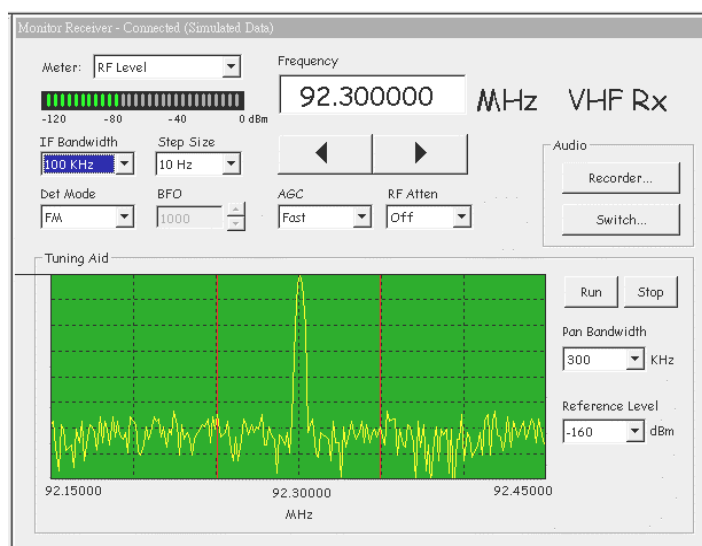 Monitor Receiver - Connected (Simulated Data)
Meter: RF Level
Frequency
92.300000 MHz VHF Rx
-120 -80 -40 0 dBm
IF Bandwidth Step Size
100 KHz 10 Hz
Audio
Recorder...
Det Mode BFO AGC RF Atten
FM 1000 Fast Off
Switch...
Tuning Aid
Run Stop
Pan Bandwidth
300 KHz
Reference Level
-160 dBm
92.15000 92.30000 92.45000
MHz